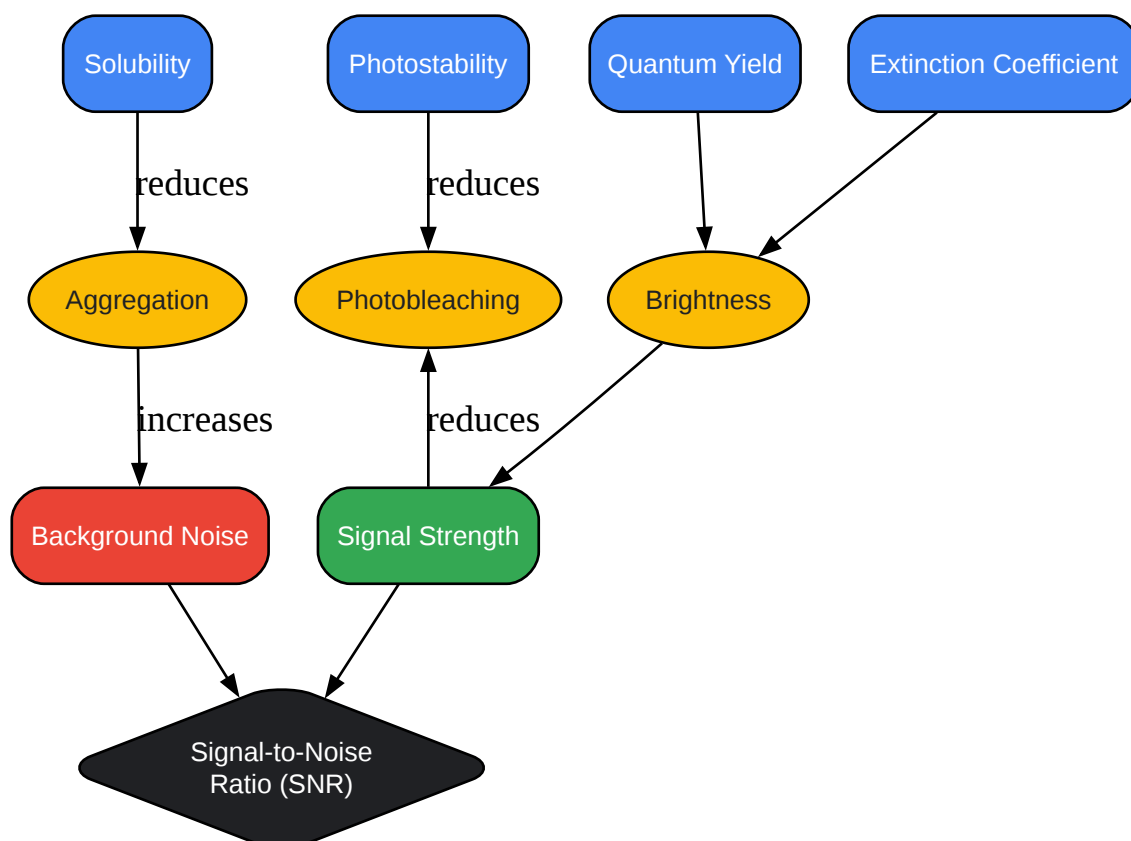 Solubility
Photostability
Quantum Yield
Extinction Coefficient
reduces
reduces
Aggregation
Photobleaching
Brightness
increases
reduces
Background Noise
Signal Strength
Signal-to-Noise
Ratio (SNR)